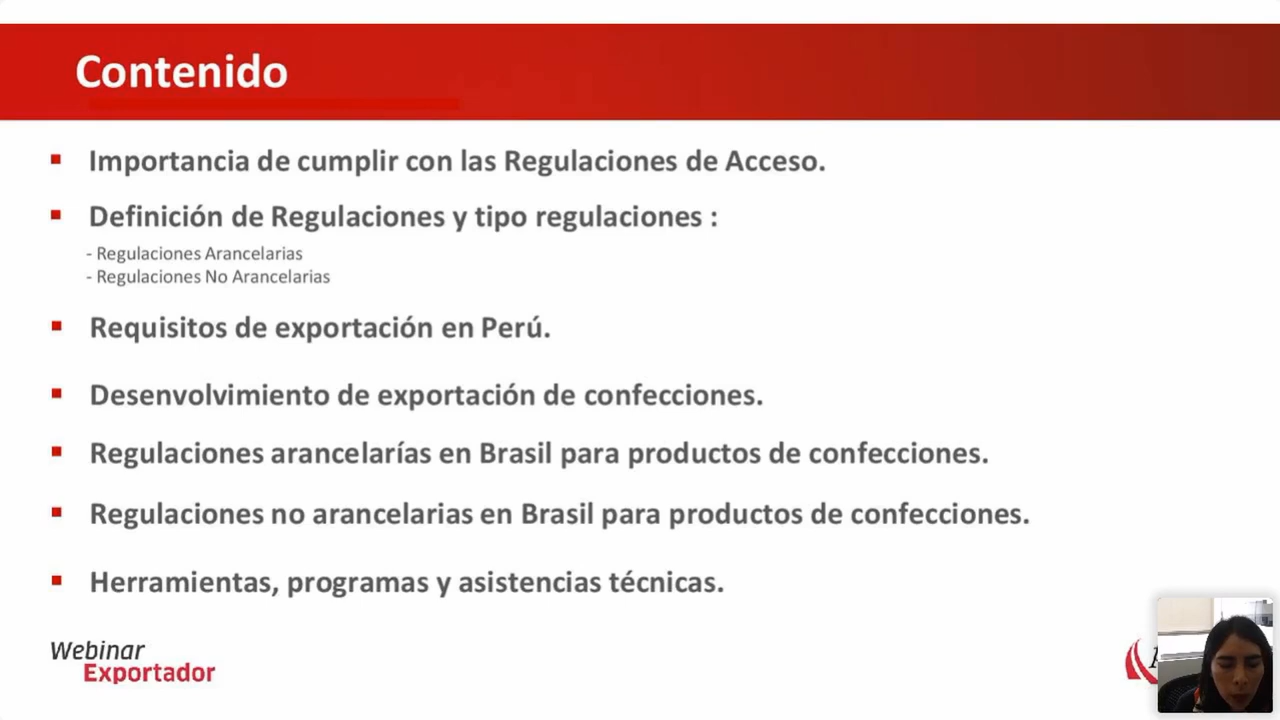 Contenido
Importancia de cumplir con las Regulaciones de Acceso.
Definición de Regulaciones y tipo regulaciones :
- Regulaciones Arancelarias
- Regulaciones No Arancelarias
Requisitos de exportación en Perú.
Desenvolvimiento de exportación de confecciones.
Regulaciones arancelarías en Brasil para productos de confecciones.
Regulaciones no arancelarias en Brasil para productos de confecciones.
Herramientas, programas y asistencias técnicas.
Webinar
Exportador